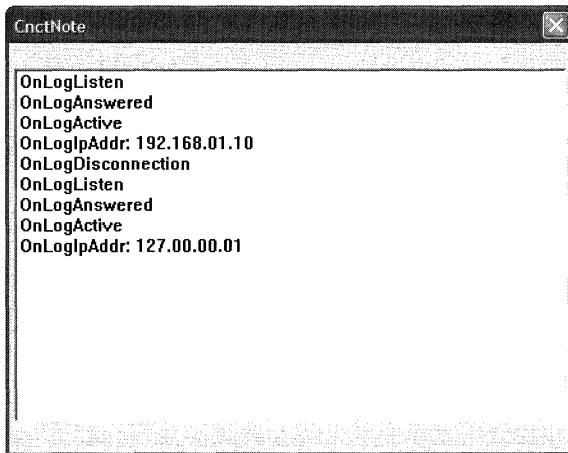 CnctNote
OnLogListen
OnLogAnswered
OnLogActive
OnLogIpAddr: 192.168.01.10
OnLogDisconnection
OnLogListen
OnLogAnswered
OnLogActive
OnLogIpAddr: 127.00.00.01